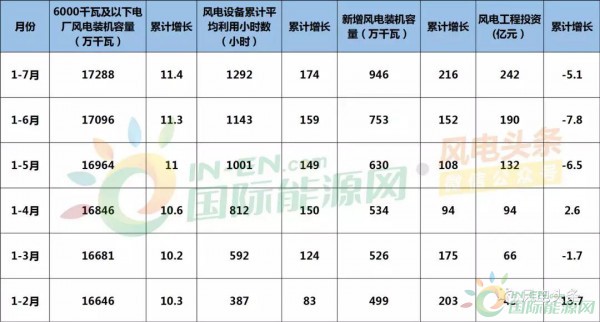 月份 6000千瓦及以下电厂风电装机容量（万千瓦） 累计增长 风电设备累计平均利用小时数（小时） 累计增长 新增风电装机容量（万千瓦） 累计增长 风电工程投资(亿元） 累计增长
1-7月 17288 11.4 1292 174 946 216 242 -5.1
1-6月 17096 11.3 1143 159 753 152 190 -7.8
1-5月 16964 11 1001 149 630 108 132 -6.5
1-4月 16846 10.6 812 150 534 94 94 2.6
1-3月 16681 10.2 592 124 526 175 66 -1.7
1-2月 16646 10.3 387 83 499 203
IN-EN.com
国际能源网
风电头条
国际能源网